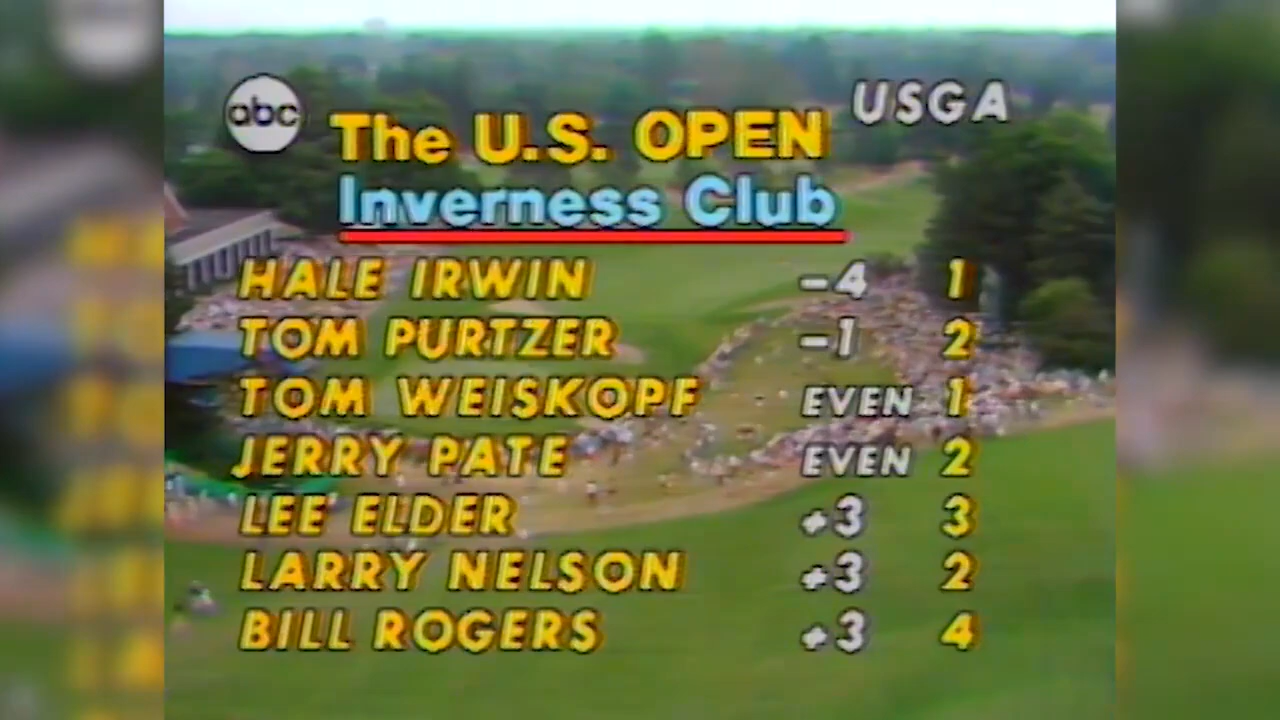 abc
USGA
The U.S. OPEN
Inverness Club
HALE IRWIN -4 1
TOM PURTZER -1 2
TOM WEISKOPF EVEN 1
JERRY PATE EVEN 2
LEE ELDER +3 3
LARRY NELSON +3 2
BILL ROGERS +3 4